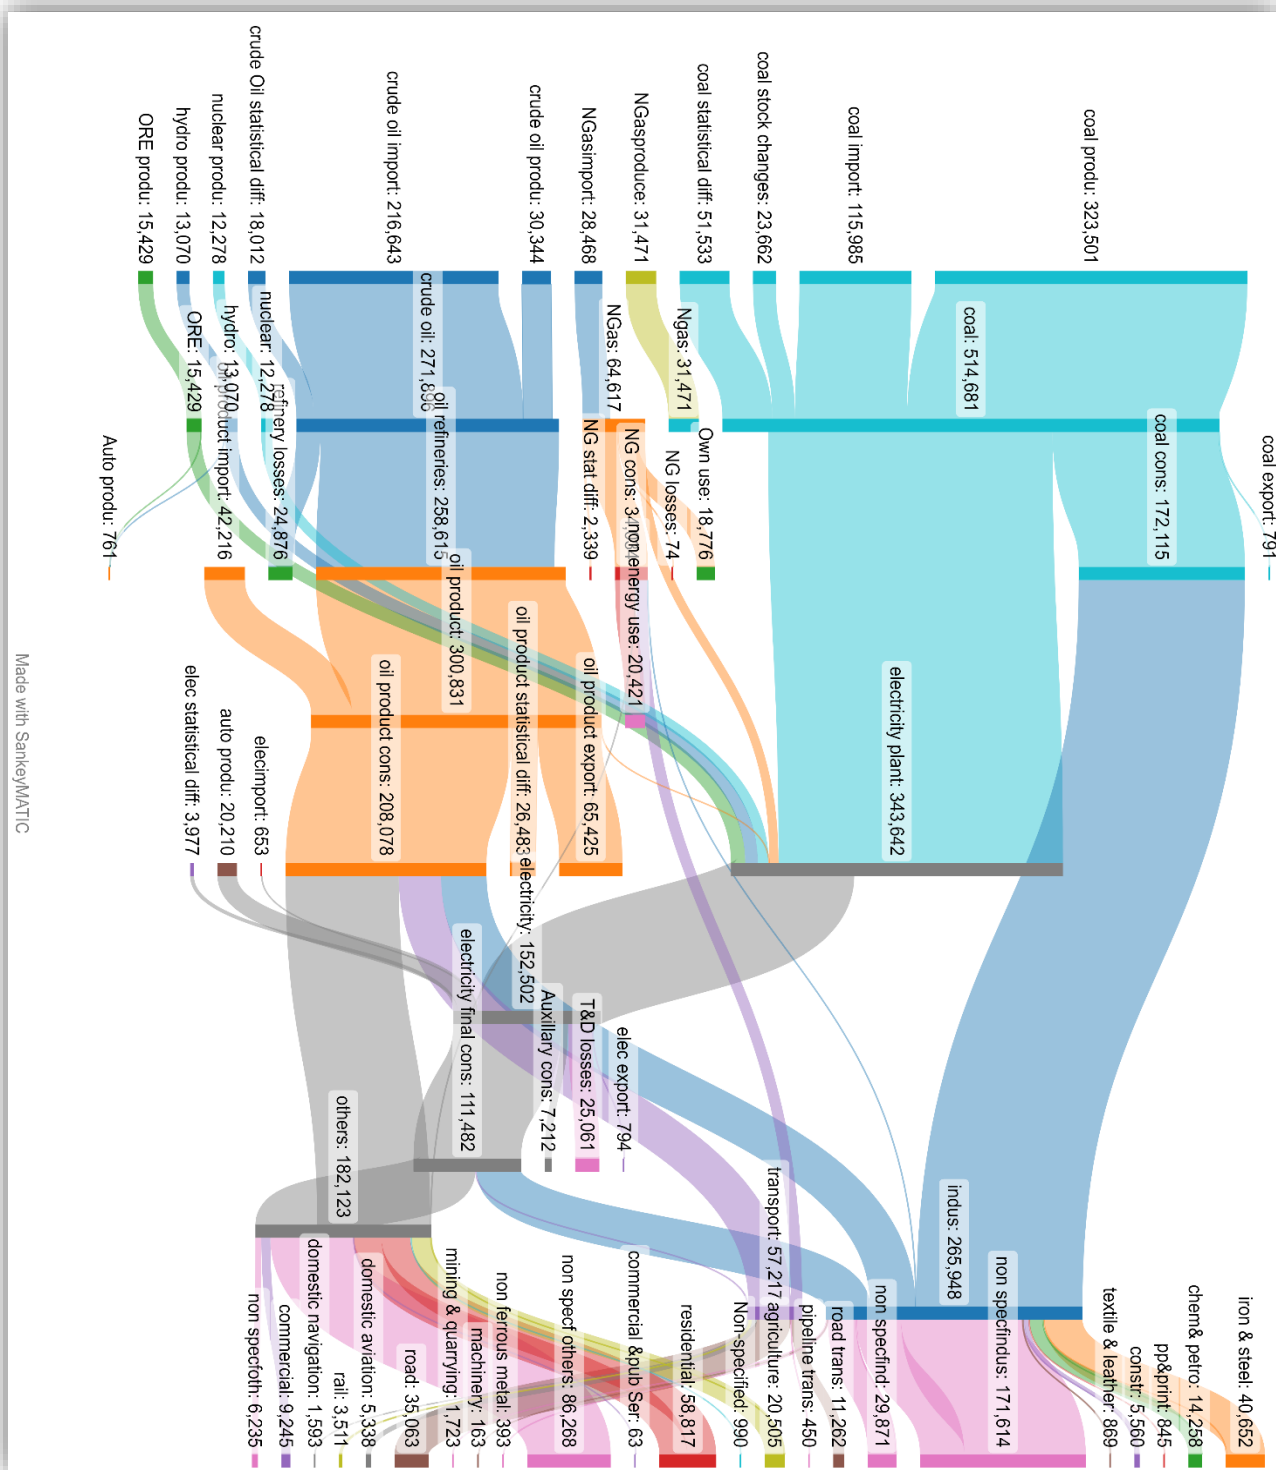 coal produ: 323,501
coal import: 115,985
coal stock changes: 23,662
coal statistical diff: 51,533
NGasproduce: 31,471
NGasimport: 28,468
crude oil produ: 30,344
crude oil import: 216,643
crude Oil statistical diff: 18,012
nuclear produ: 12,278
hydro produ: 13,070
ORE produ: 15,429
coal: 514,681
Ngas: 31,471
NGas: 64,617
crude oil: 271,896
nuclear: 12,278
hydro: 13,070
ORE: 15,429
coal export: 791
coal cons: 172,115
Own use: 18,776
NG losses: 74
NG cons:
NG stat diff: 2,339
oil refineries: 258,615
refinery losses: 24,876
oil product import: 42,216
Auto produ: 761
non energy use: 20,421
oil product: 300,831
electricity plant: 343,642
oil product export: 65,425
oil product statistical diff: 26,483
oil product cons: 208,078
elecimport: 653
auto produ: 20,210
elec statistical diff: 3,977
electricity: 152,502
elec export: 794
T&D losses: 25,061
Auxillary cons: 7,212
electricity final cons: 111,482
others: 182,123
indus: 265,948
transport: 57,217
iron & steel: 40,652
chem& petro: 14,258
pp&print: 645
constr: 5,560
textile & leather: 869
non specfindus: 171,614
non specfind: 29,871
road trans: 11,262
pipeline trans: 450
agriculture: 20,505
Non-specified: 990
residential: 58,817
commercial &pub Ser: 63
non specf others: 86,268
non ferrous metal: 393
machinery: 163
mining & quarrying: 1,723
road: 35,063
domestic aviation: 5,338
rail: 3,511
domestic navigation: 1,593
commercial: 9,245
non specfoth: 6,235
Made with SankeyMATIC